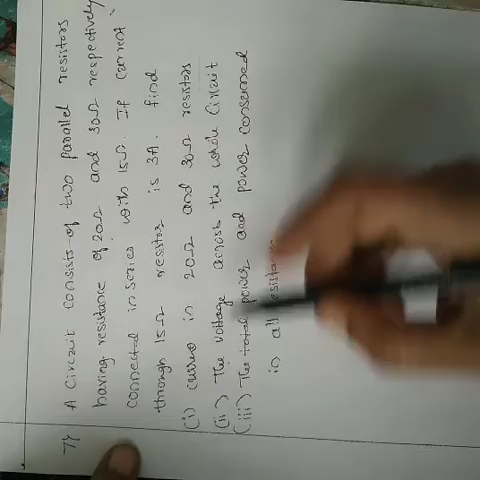 7) A Circuit consists of two parallel resistors
having resistance of 20Ω and 30Ω respectively
connected in series with 15Ω. If current
through 15Ω resistor is 3A. find
(i) current in 20Ω and 30Ω resistors
(ii) The voltage across the whole Circuit
(iii) The total power and power consumed
in all